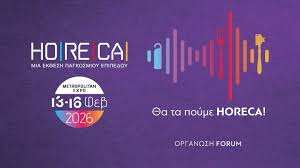 HO|RE|CA|
ΜΙΑ ΕΚΘΕΣΗ ΠΑΓΚΟΣΜΙΟΥ ΕΠΙΠΕΔΟΥ
METROPOLITAN
EXPO
13-16 Φεβ
2026
Θα τα πούμε HORECA!
ΟΡΓΑΝΩΣΗ FORUM